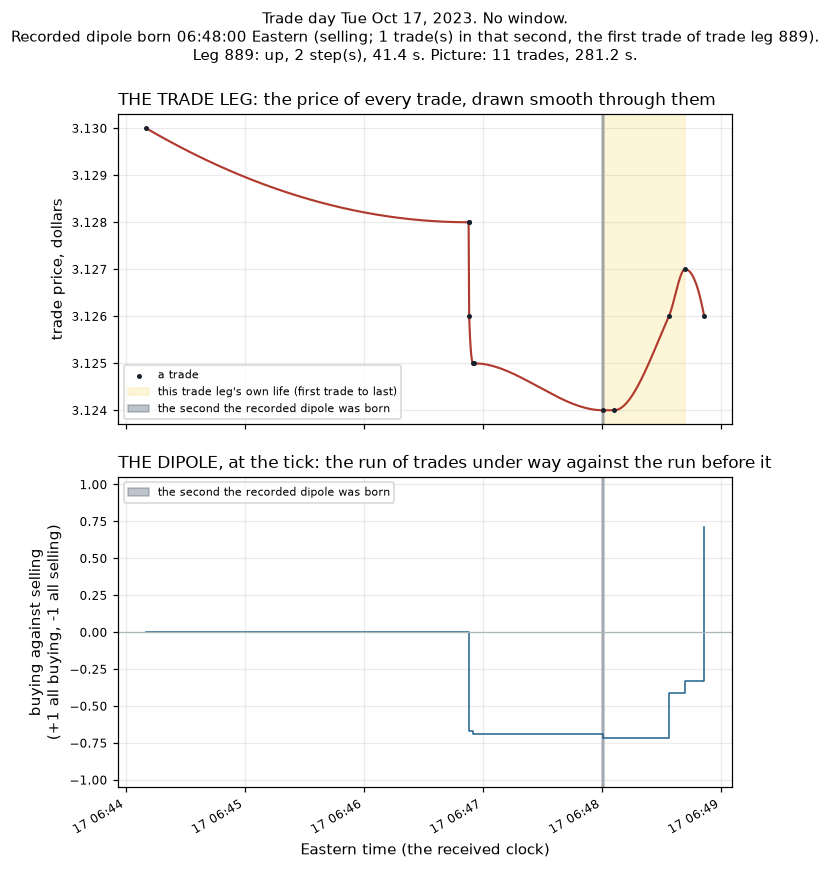 Trade day Tue Oct 17, 2023. No window.
Recorded dipole born 06:48:00 Eastern (selling; 1 trade(s) in that second, the first trade of trade leg 889).
Leg 889: up, 2 step(s), 41.4 s. Picture: 11 trades, 281.2 s.
THE TRADE LEG: the price of every trade, drawn smooth through them
trade price, dollars
3.130
3.129
3.128
3.127
3.126
3.125
3.124
a trade
this trade leg's own life (first trade to last)
the second the recorded dipole was born
THE DIPOLE, at the tick: the run of trades under way against the run before it
buying against selling
(+1 all buying, -1 all selling)
1.00
0.75
0.50
0.25
0.00
−0.25
−0.50
−0.75
−1.00
the second the recorded dipole was born
17 06:44
17 06:45
17 06:46
17 06:47
17 06:48
17 06:49
Eastern time (the received clock)